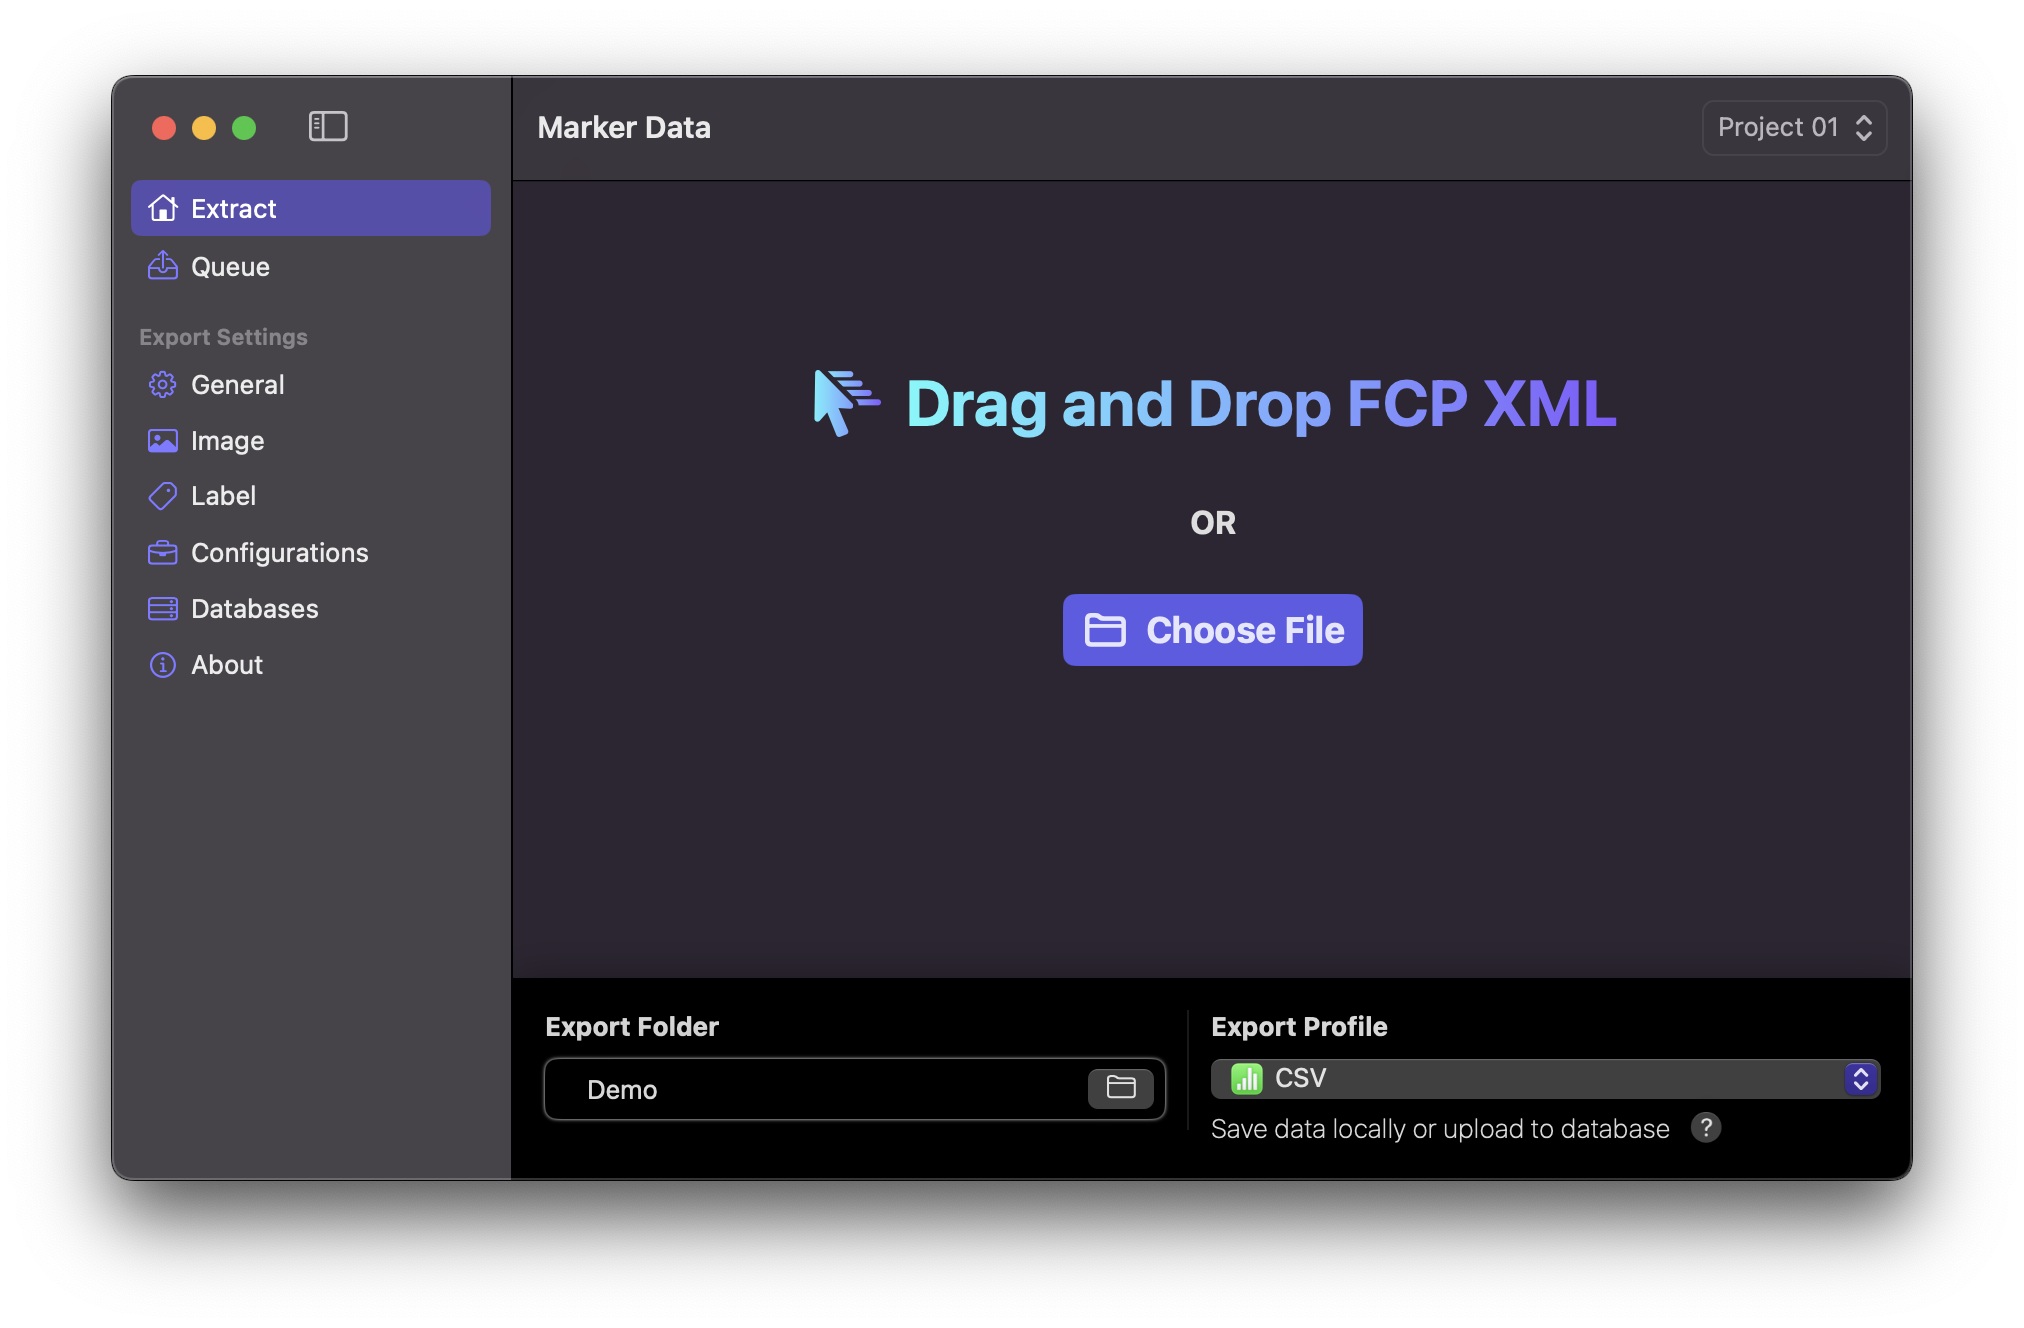 Marker Data
Project 01
Extract
Queue
Export Settings
General
Image
Label
Configurations
Databases
About
Drag and Drop FCP XML
OR
Choose File
Export Folder
Demo
Export Profile
CSV
Save data locally or upload to database ?